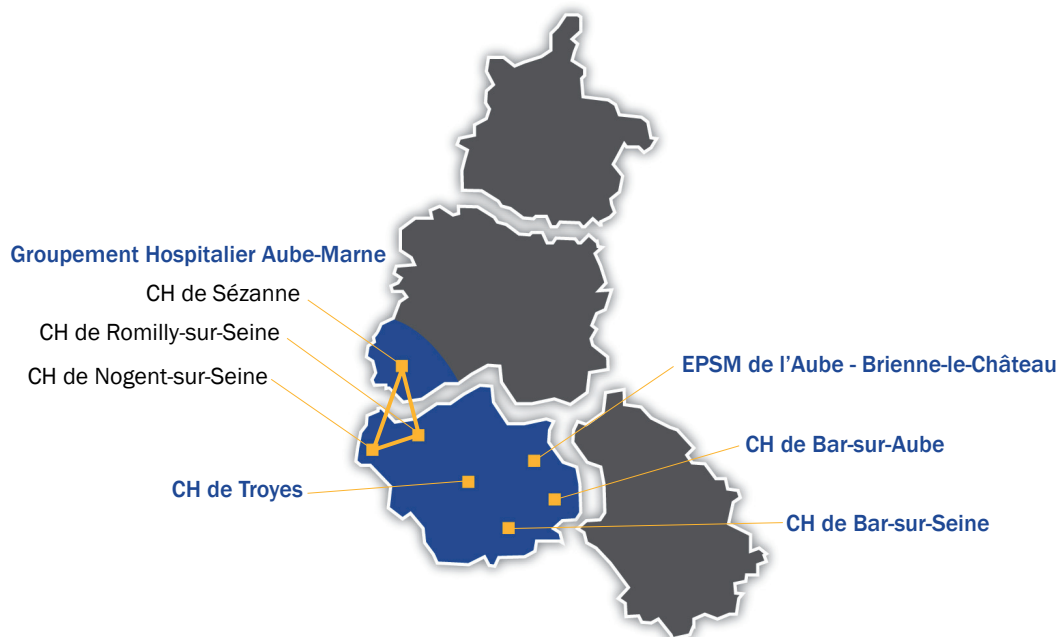 Groupement Hospitalier Aube-Marne
CH de Sézanne
CH de Romilly-sur-Seine
CH de Nogent-sur-Seine
EPSM de l’Aube - Brienne-le-Château
CH de Bar-sur-Aube
CH de Troyes
CH de Bar-sur-Seine